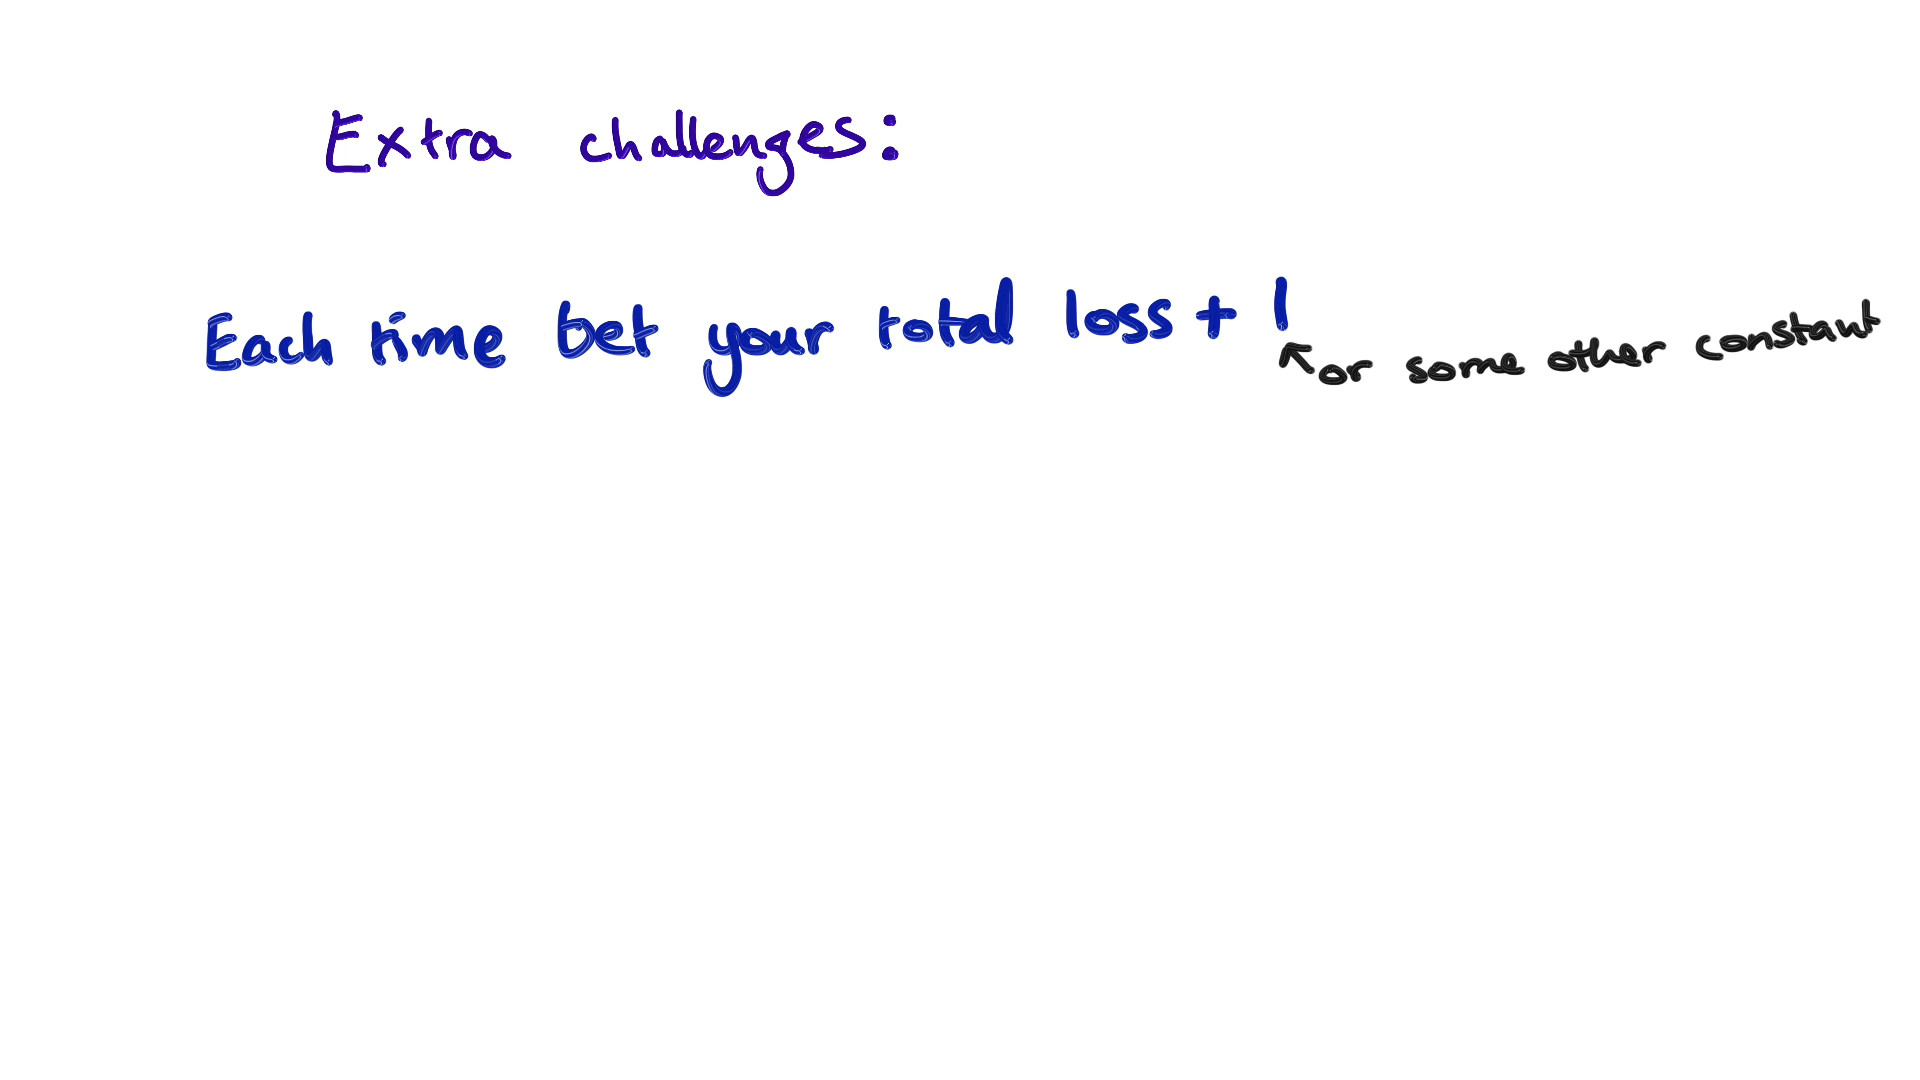 Extra challenges:
Each time bet your total loss + 1
↖ or some other constant